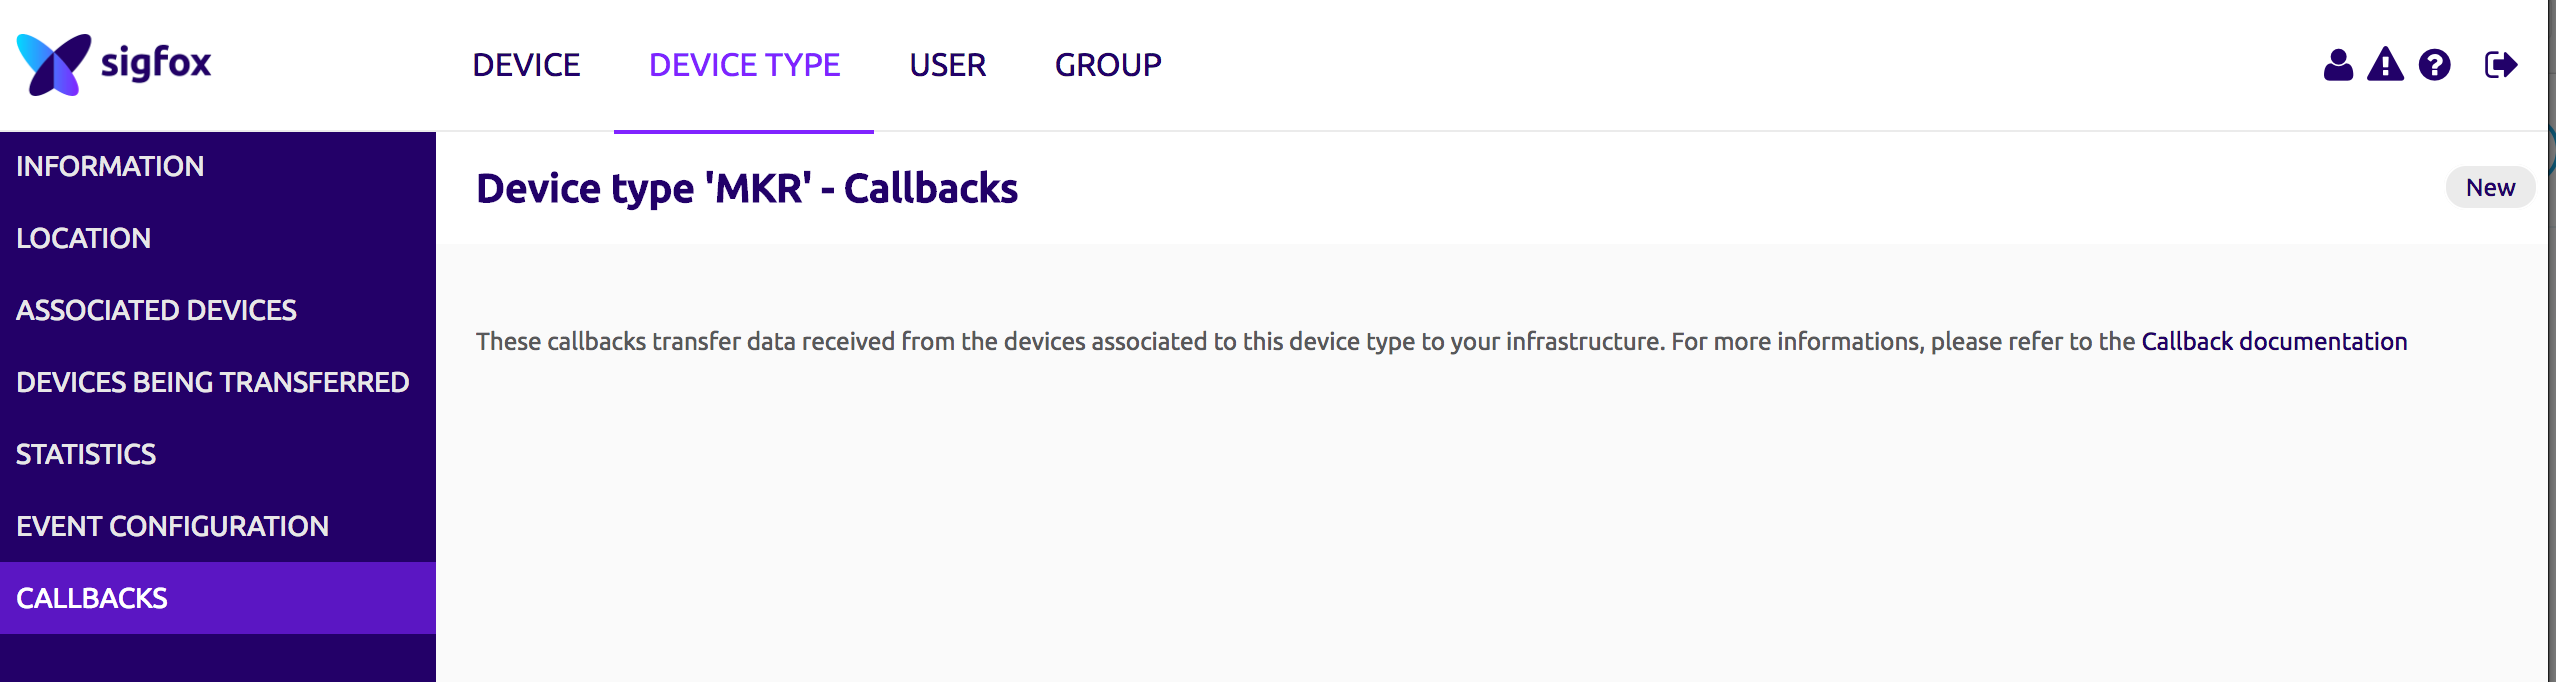 sigfox
DEVICE DEVICE TYPE USER GROUP
INFORMATION
LOCATION
ASSOCIATED DEVICES
DEVICES BEING TRANSFERRED
STATISTICS
EVENT CONFIGURATION
CALLBACKS
Device type 'MKR' - Callbacks
New
These callbacks transfer data received from the devices associated to this device type to your infrastructure. For more informations, please refer to the Callback documentation